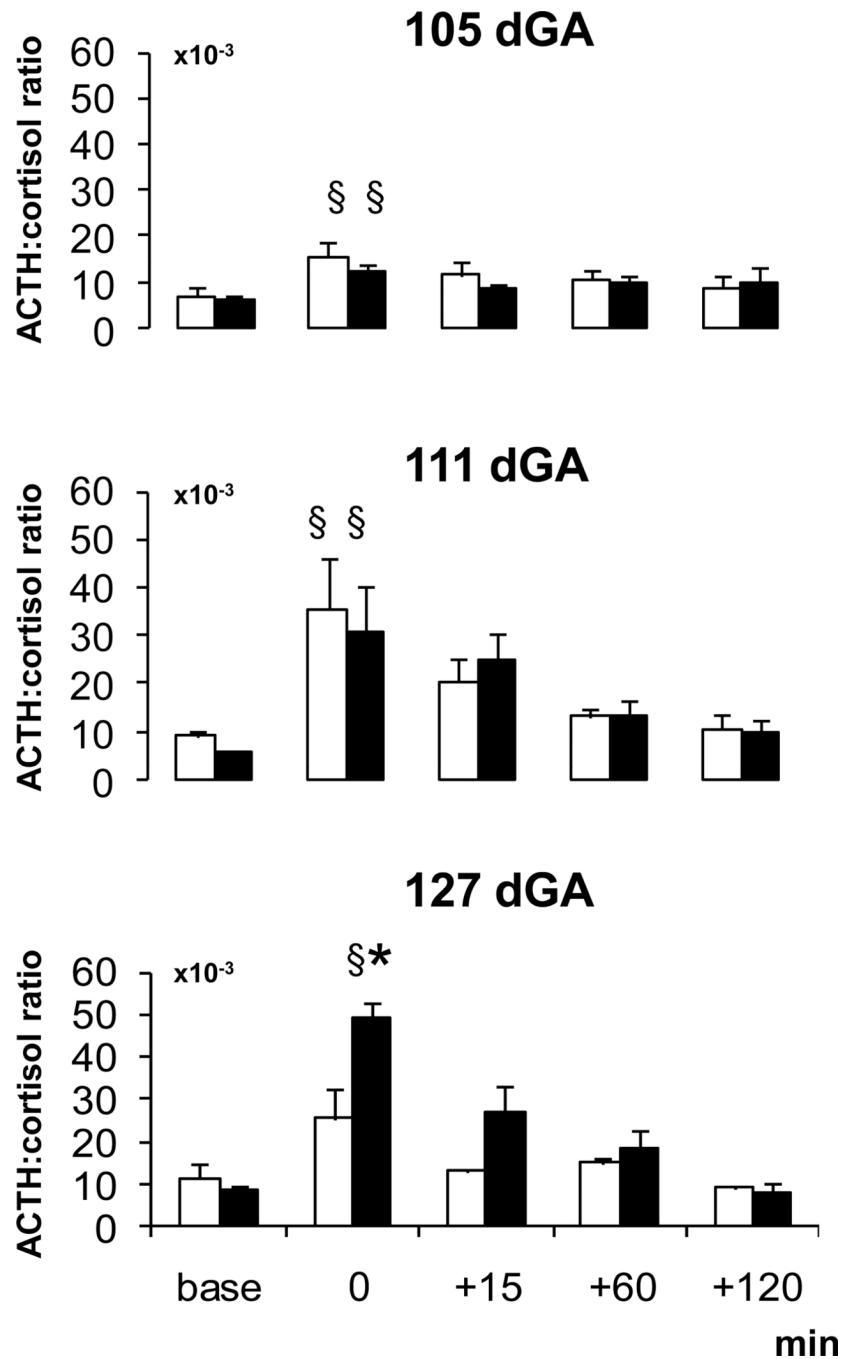 105 dGA
ACTH:cortisol ratio
x10-3
60
50
40
30
20
10
0
§ §
111 dGA
ACTH:cortisol ratio
x10-3
60
50
40
30
20
10
0
§ §
127 dGA
ACTH:cortisol ratio
x10-3
60
50
40
30
20
10
0
§*
base 0 +15 +60 +120
min